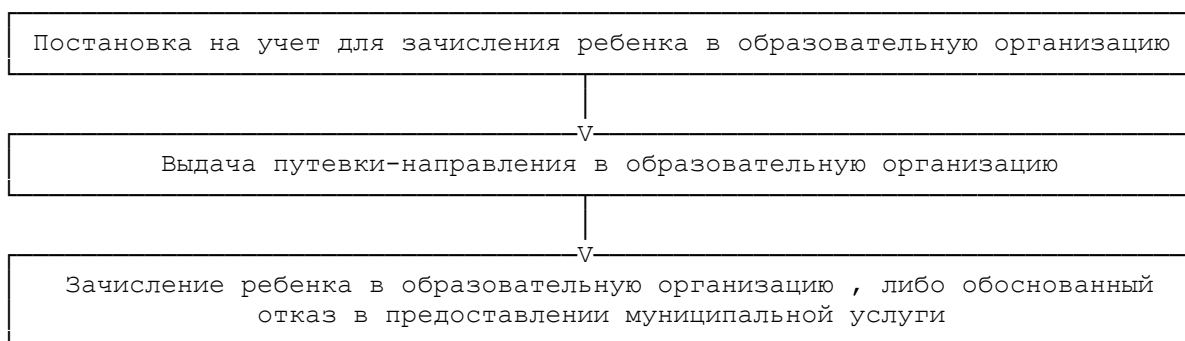 Постановка на учет для зачисления ребенка в образовательную организацию
V
Выдача путевки-направления в образовательную организацию
V
Зачисление ребенка в образовательную организацию , либо обоснованный
отказ в предоставлении муниципальной услуги